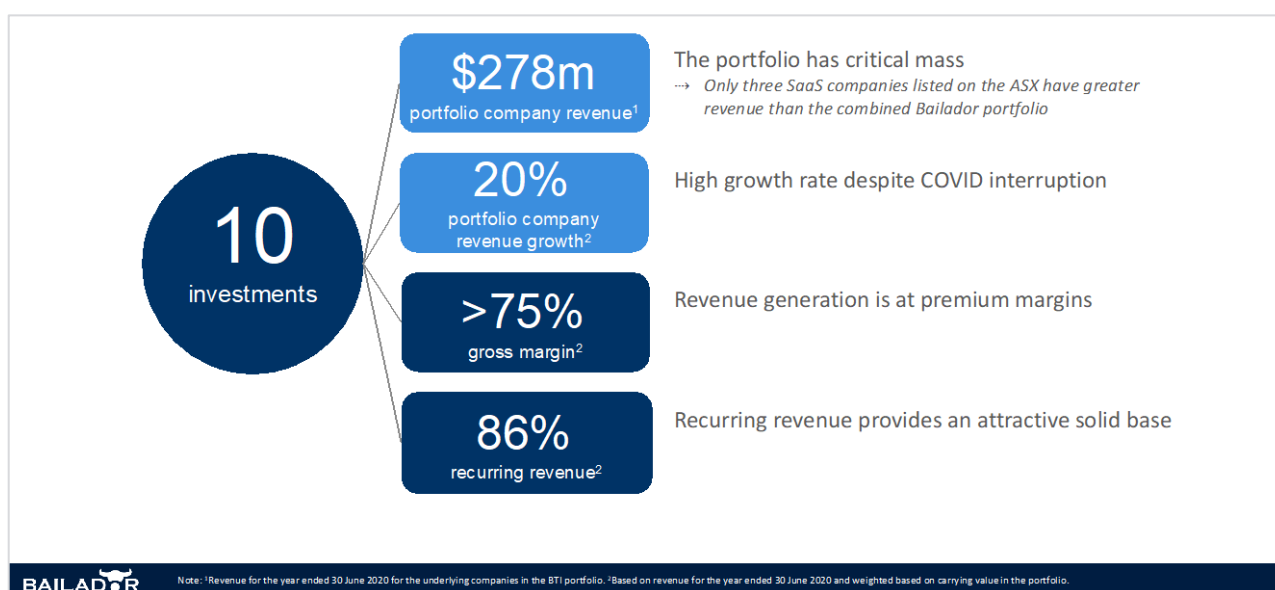 $278m
portfolio company revenue¹
The portfolio has critical mass
⇢ Only three SaaS companies listed on the ASX have greater
revenue than the combined Bailador portfolio
10
investments
20%
portfolio company
revenue growth²
High growth rate despite COVID interruption
>75%
gross margin²
Revenue generation is at premium margins
86%
recurring revenue²
Recurring revenue provides an attractive solid base
BAILADOR
Note: ¹Revenue for the year ended 30 June 2020 for the underlying companies in the BTI portfolio. ²Based on revenue for the year ended 30 June 2020 and weighted based on carrying value in the portfolio.